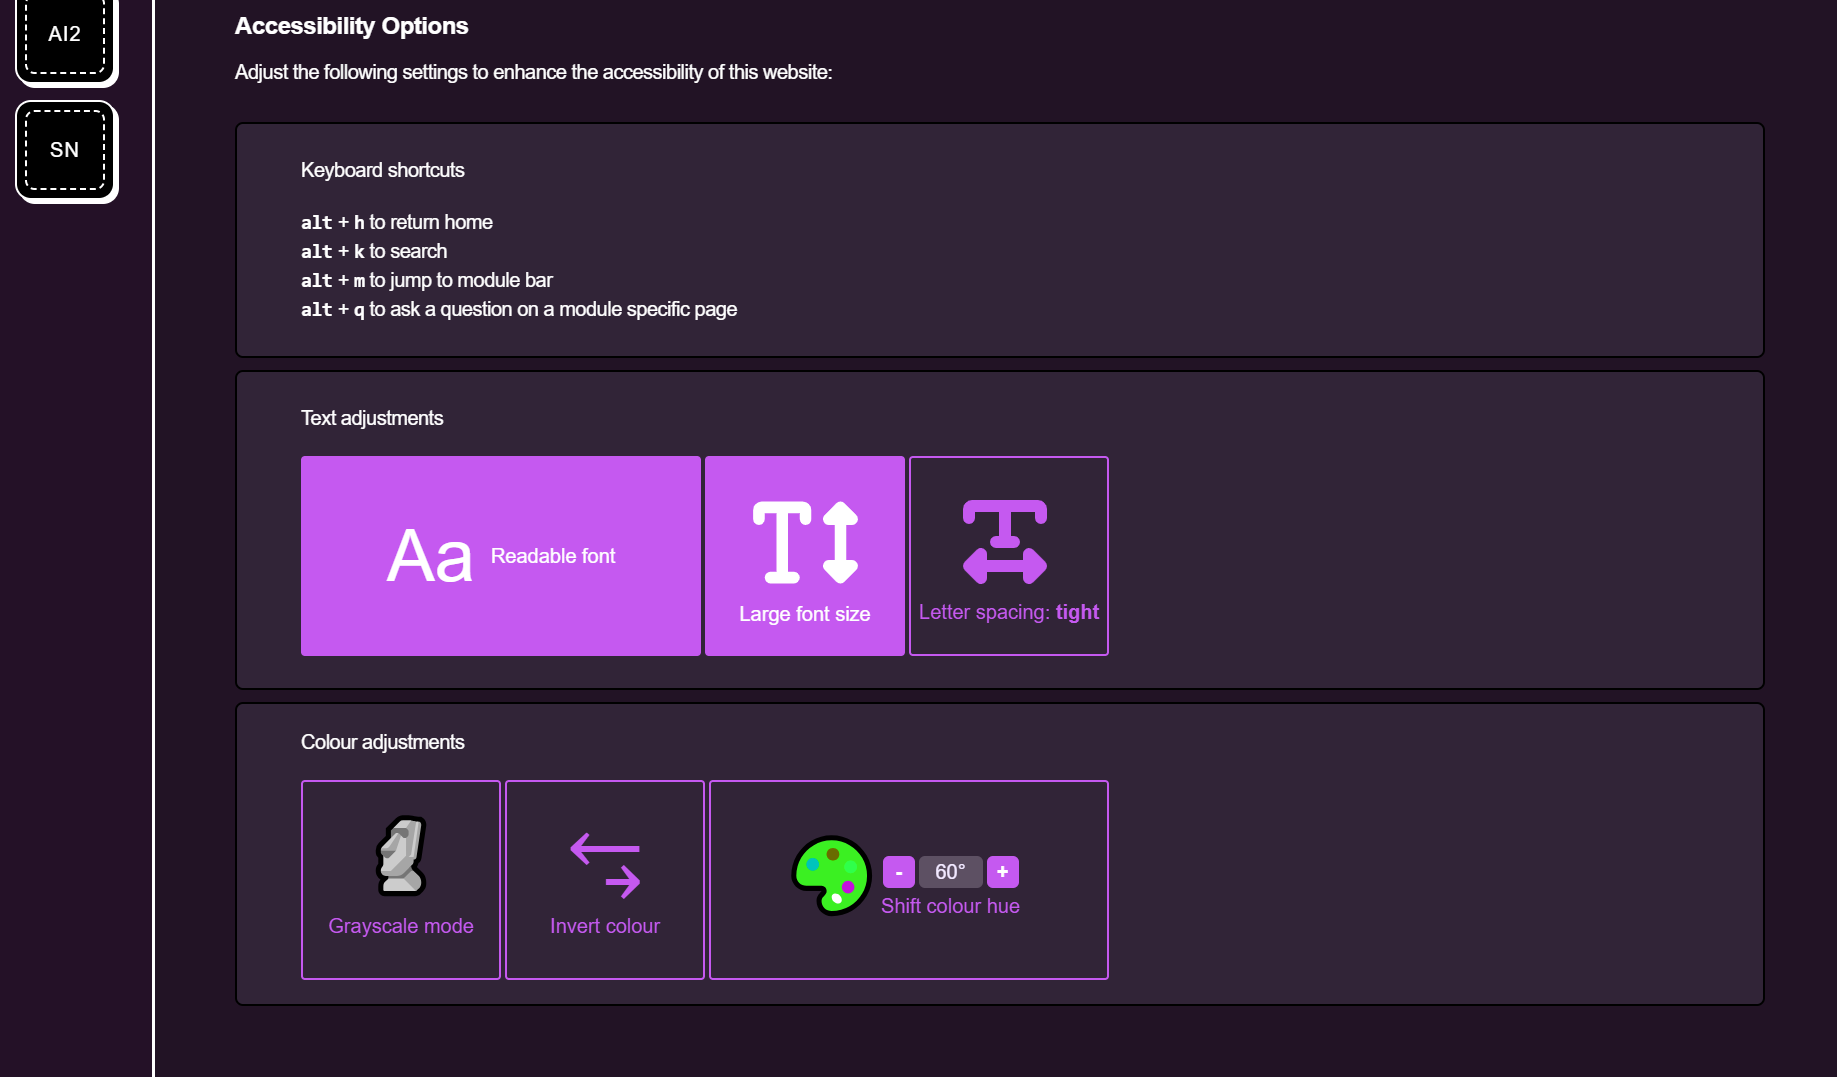 AI2
SN
Accessibility Options
Adjust the following settings to enhance the accessibility of this website:
Keyboard shortcuts
alt + h to return home
alt + k to search
alt + m to jump to module bar
alt + q to ask a question on a module specific page
Text adjustments
Aa Readable font
Large font size
Letter spacing: tight
Colour adjustments
Grayscale mode
Invert colour
- 60° +
Shift colour hue